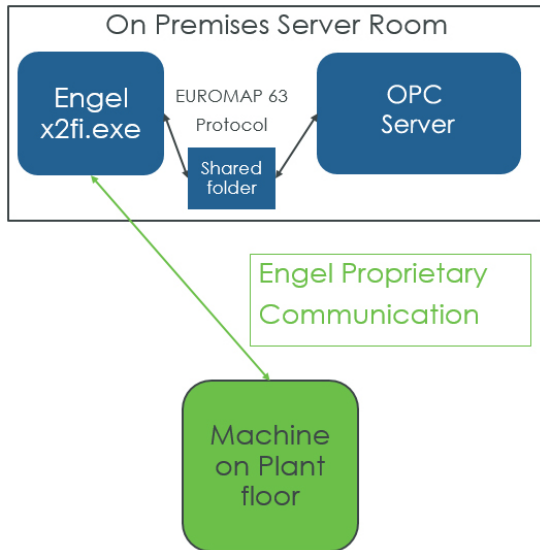 On Premises Server Room
Engel
x2fi.exe
EUROMAP 63
Protocol
Shared
folder
OPC
Server
Engel Proprietary
Communication
Machine
on Plant
floor